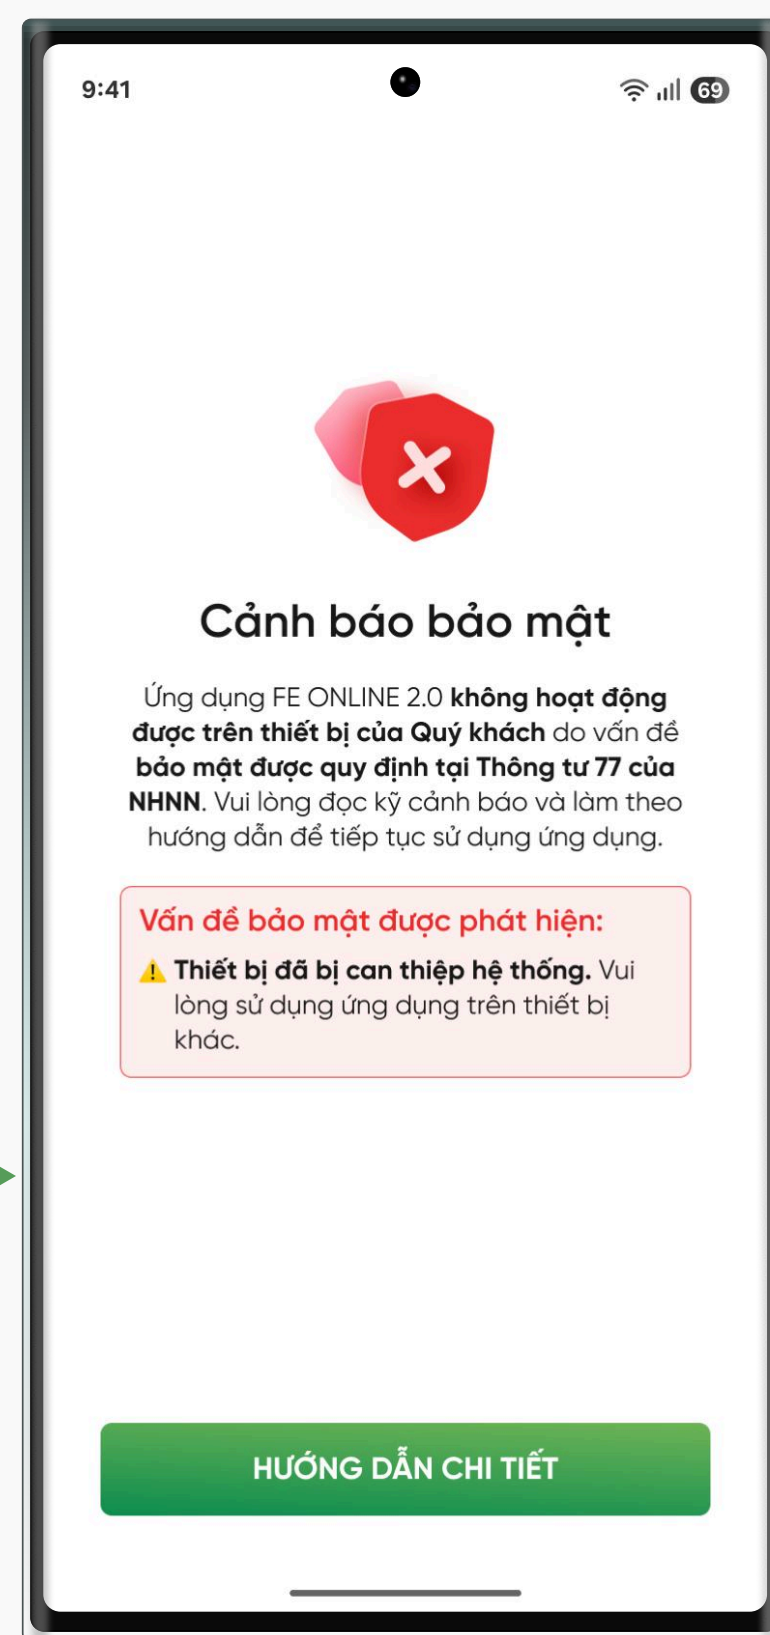 9:41
69
Cảnh báo bảo mật
Ứng dụng FE ONLINE 2.0 không hoạt động
được trên thiết bị của Quý khách do vấn đề
bảo mật được quy định tại Thông tư 77 của
NHNN. Vui lòng đọc kỹ cảnh báo và làm theo
hướng dẫn để tiếp tục sử dụng ứng dụng.
Vấn đề bảo mật được phát hiện:
Thiết bị đã bị can thiệp hệ thống. Vui
lòng sử dụng ứng dụng trên thiết bị
khác.
HƯỚNG DẪN CHI TIẾT